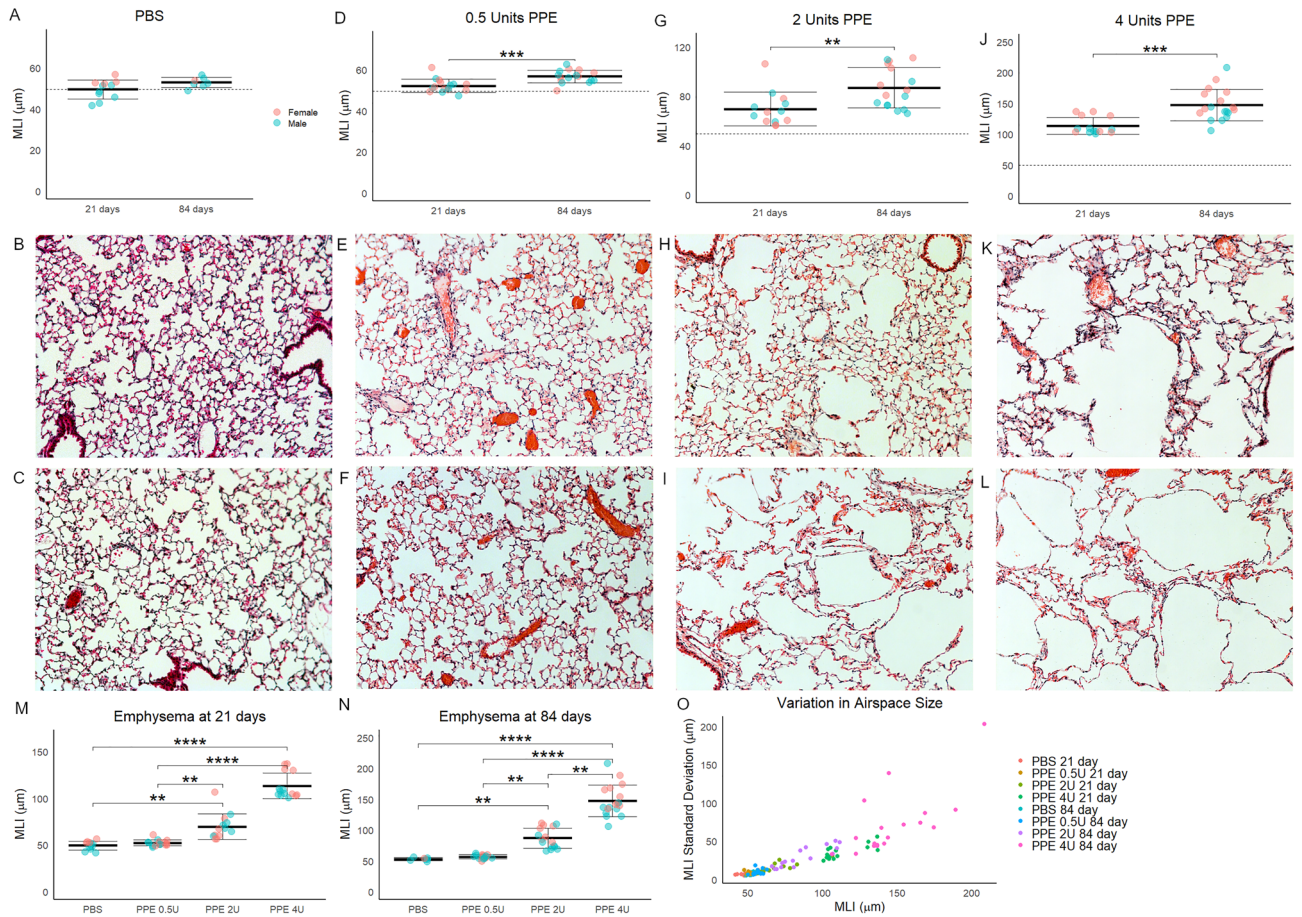 A
PBS
MLI (μm)
60
40
20
0
21 days
84 days
Female
Male
D
0.5 Units PPE
***
MLI (μm)
60
40
20
0
21 days
84 days
G
2 Units PPE
**
MLI (μm)
120
80
40
0
21 days
84 days
J
4 Units PPE
***
MLI (μm)
250
200
150
100
50
0
21 days
84 days
B
E
H
K
C
F
I
L
M
Emphysema at 21 days
****
****
**
**
MLI (μm)
150
100
50
0
PBS
PPE 0.5U
PPE 2U
PPE 4U
N
Emphysema at 84 days
****
****
**
**
**
MLI (μm)
250
200
150
100
50
0
PBS
PPE 0.5U
PPE 2U
PPE 4U
O
Variation in Airspace Size
MLI Standard Deviation (μm)
200
150
100
50
0
50
100
150
200
MLI (μm)
PBS 21 day
PPE 0.5U 21 day
PPE 2U 21 day
PPE 4U 21 day
PBS 84 day
PPE 0.5U 84 day
PPE 2U 84 day
PPE 4U 84 day